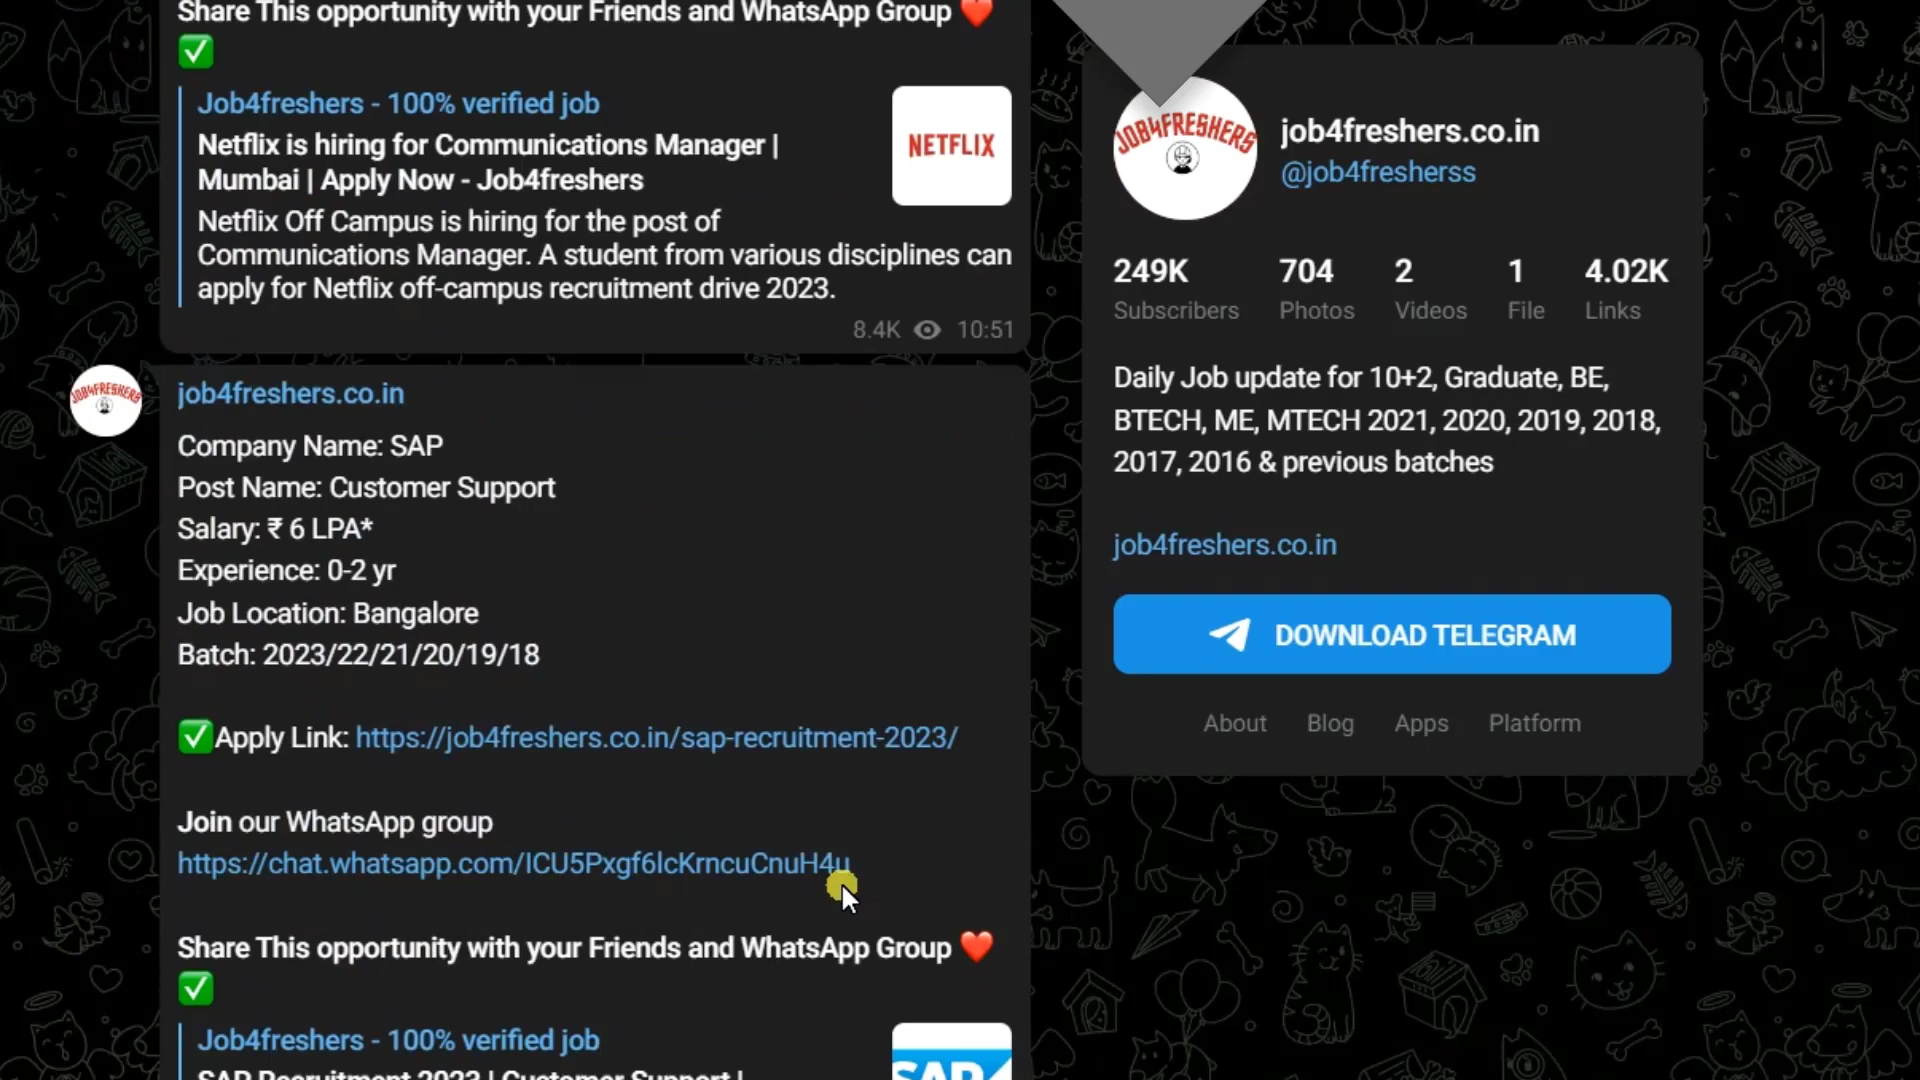 Share This opportunity with your Friends and WhatsApp Group ❤️
✅
Job4freshers - 100% verified job
Netflix is hiring for Communications Manager |
Mumbai | Apply Now - Job4freshers
Netflix Off Campus is hiring for the post of
Communications Manager. A student from various disciplines can
apply for Netflix off-campus recruitment drive 2023.
NETFLIX
8.4K 10:51
JOB4FRESHERS
job4freshers.co.in
Company Name: SAP
Post Name: Customer Support
Salary: ₹ 6 LPA*
Experience: 0-2 yr
Job Location: Bangalore
Batch: 2023/22/21/20/19/18
✅Apply Link: https://job4freshers.co.in/sap-recruitment-2023/
Join our WhatsApp group
https://chat.whatsapp.com/ICU5Pxgf6lcKrncuCnuH4u
Share This opportunity with your Friends and WhatsApp Group ❤️
✅
Job4freshers - 100% verified job
SAP Recruitment 2023 | Customer Support |
SAP
JOB4FRESHERS
job4freshers.co.in
@job4fresherss
249K 704 2 1 4.02K
Subscribers Photos Videos File Links
Daily Job update for 10+2, Graduate, BE,
BTECH, ME, MTECH 2021, 2020, 2019, 2018,
2017, 2016 & previous batches
job4freshers.co.in
DOWNLOAD TELEGRAM
About Blog Apps Platform